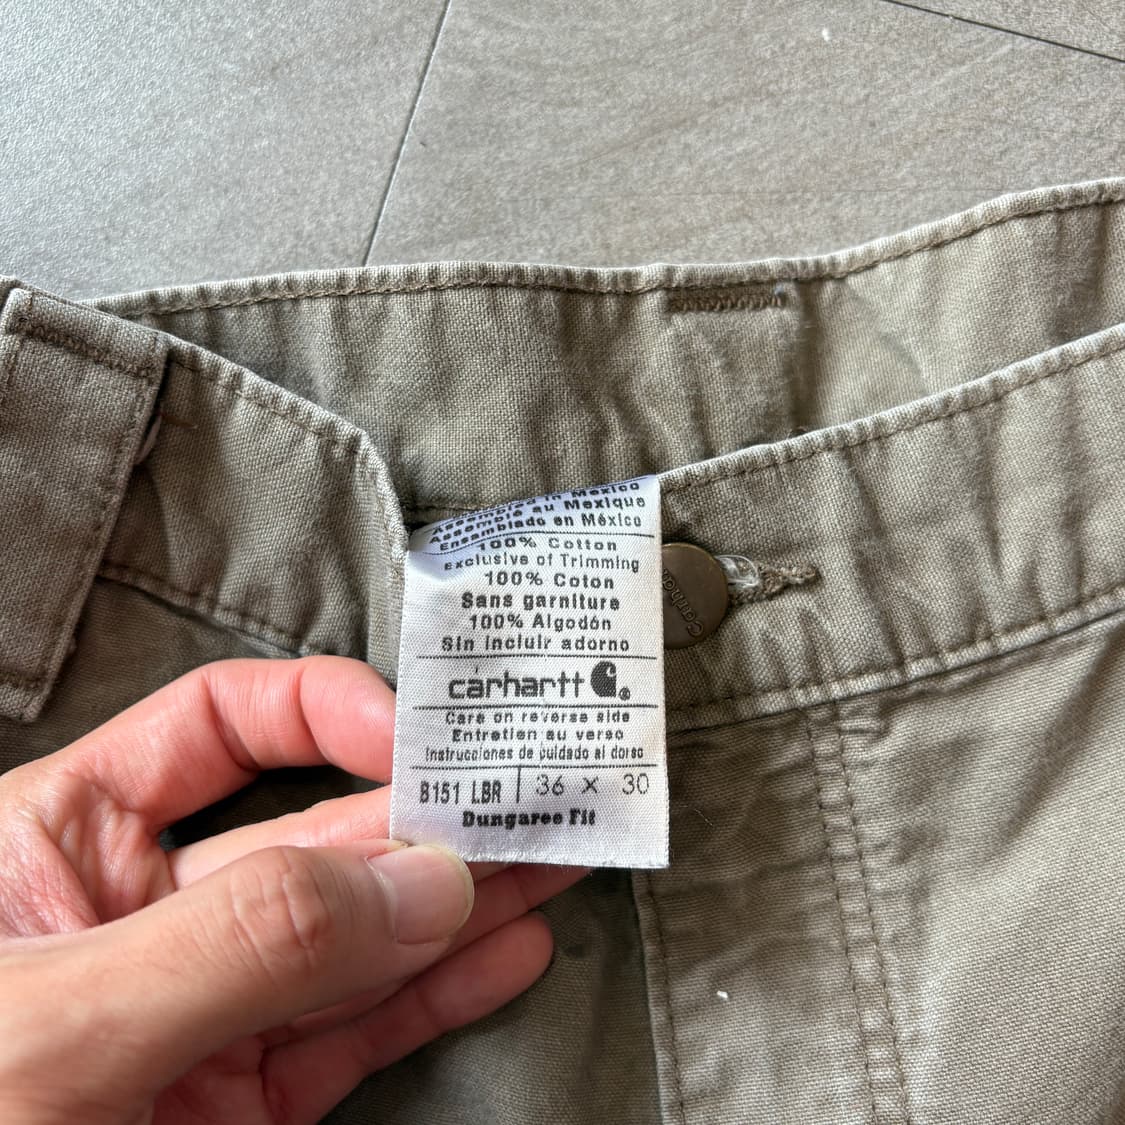 Assembled in Mexico
Assemblé au Mexique
Ensamblado en México
100% Cotton
Exclusive of Trimming
100% Coton
Sans garniture
100% Algodón
Sin incluir adorno
carhartt ®
Care on reverse side
Entretien au verso
Instrucciones de cuidado al dorso
B151 LBR | 36 x 30
Dungaree Fit
Carhar